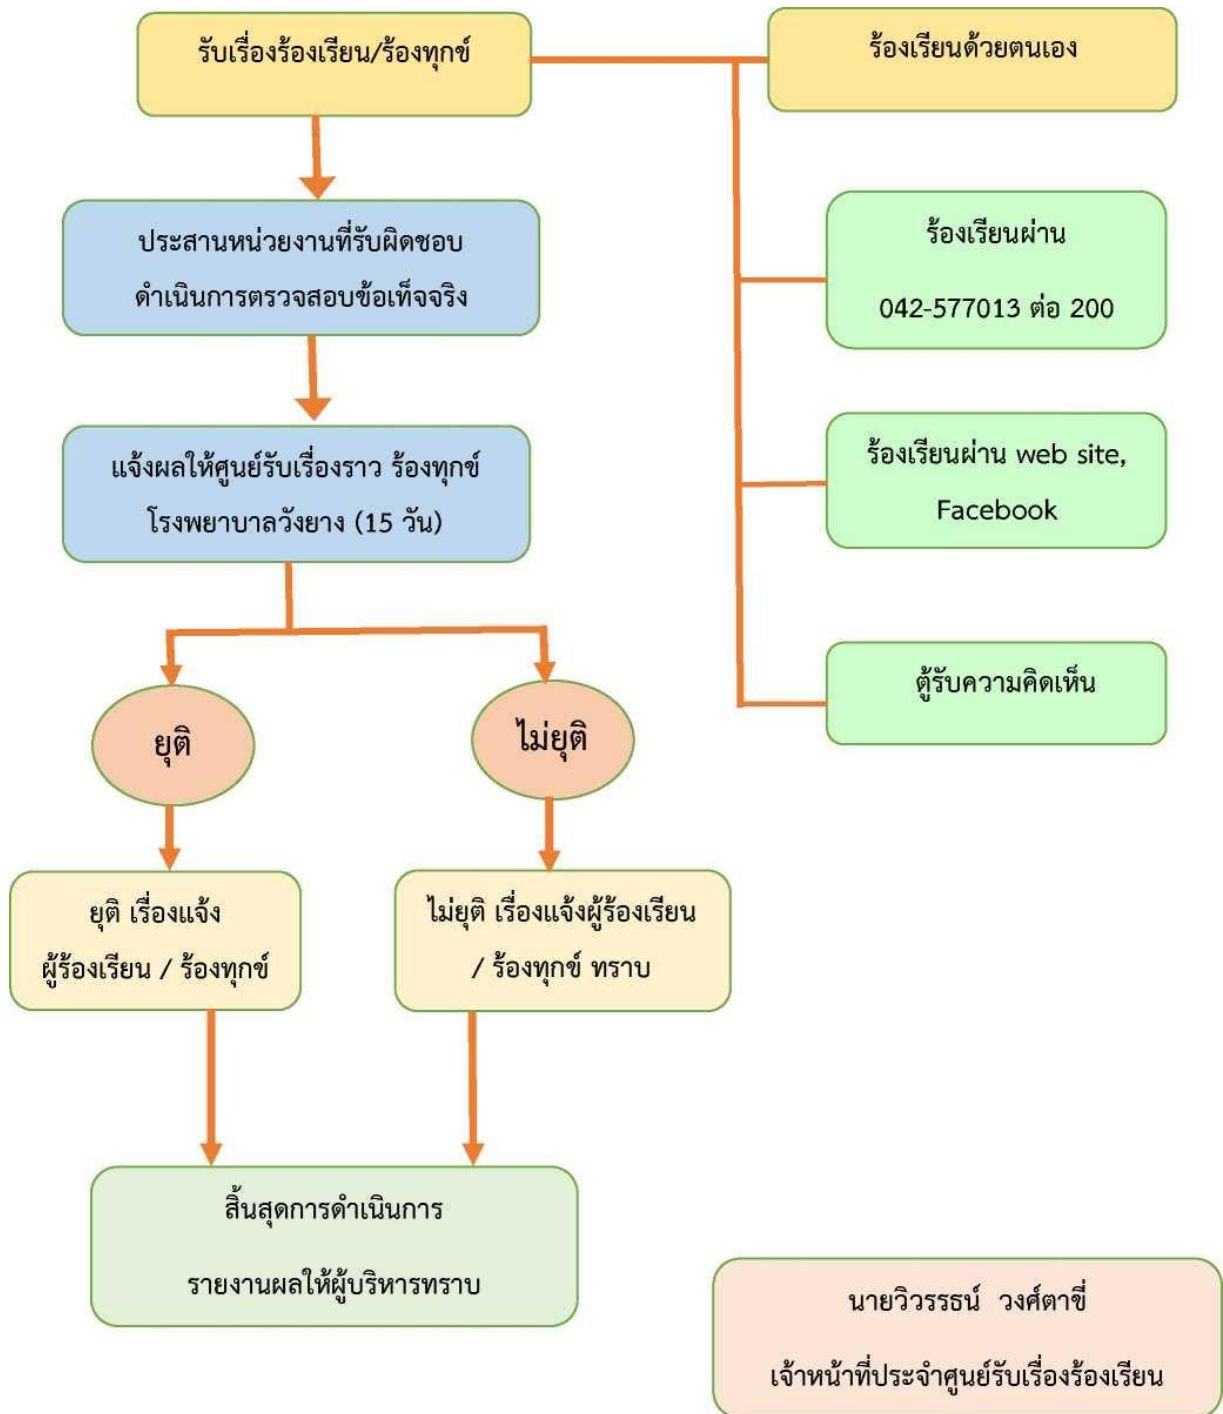 รับเรื่องร้องเรียน/ร้องทุกข์
ร้องเรียนด้วยตนเอง
ประสานหน่วยงานที่รับผิดชอบ
ดำเนินการตรวจสอบข้อเท็จจริง
ร้องเรียนผ่าน
042-577013 ต่อ 200
แจ้งผลให้ศูนย์รับเรื่องราว ร้องทุกข์
โรงพยาบาลวังยาง (15 วัน)
ร้องเรียนผ่าน web site,
Facebook
ตู้รับความคิดเห็น
ยุติ
ไม่ยุติ
ยุติ เรื่องแจ้ง
ผู้ร้องเรียน / ร้องทุกข์
ไม่ยุติ เรื่องแจ้งผู้ร้องเรียน
/ ร้องทุกข์ ทราบ
สิ้นสุดการดำเนินการ
รายงานผลให้ผู้บริหารทราบ
นายวิวรรธน์ วงศ์ตาขี่
เจ้าหน้าที่ประจำศูนย์รับเรื่องร้องเรียน